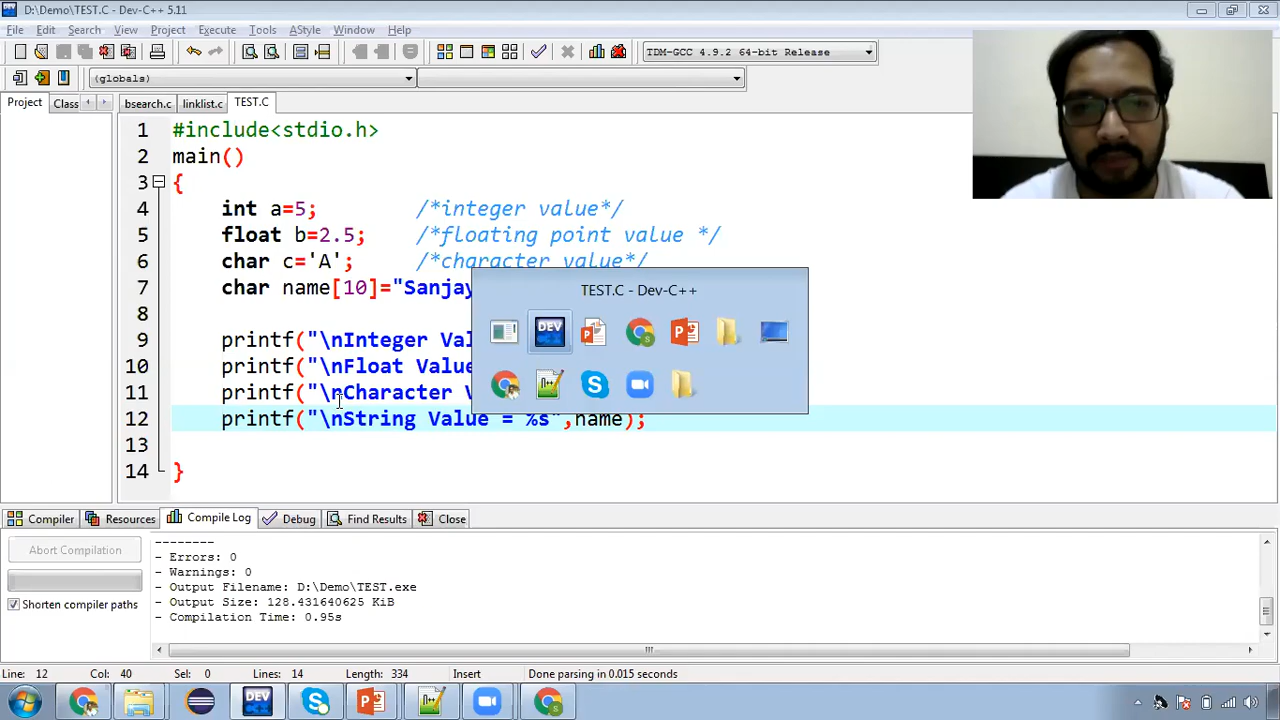 D:\Demo\TEST.C - Dev-C++ 5.11
File Edit Search View Project Execute Tools AStyle Window Help
TDM-GCC 4.9.2 64-bit Release
(globals)
Project Class bsearch.c linklist.c TEST.C
1 #include<stdio.h>
2 main()
3 {
4 int a=5; /*integer value*/
5 float b=2.5; /*floating point value */
6 char c='A'; /*character value*/
7 char name[10]="Sanjay
TEST.C - Dev-C++
8
9 printf("\nInteger Val
10 printf("\nFloat Value
11 printf("\nCharacter V
12 printf("\nString Value = %s",name);
13
14 }
Compiler Resources Compile Log Debug Find Results Close
--------
Abort Compilation
- Errors: 0
- Warnings: 0
- Output Filename: D:\Demo\TEST.exe
Shorten compiler paths
- Output Size: 128.431640625 KiB
- Compilation Time: 0.95s
Line: 12 Col: 40 Sel: 0 Lines: 14 Length: 334 Insert Done parsing in 0.015 seconds